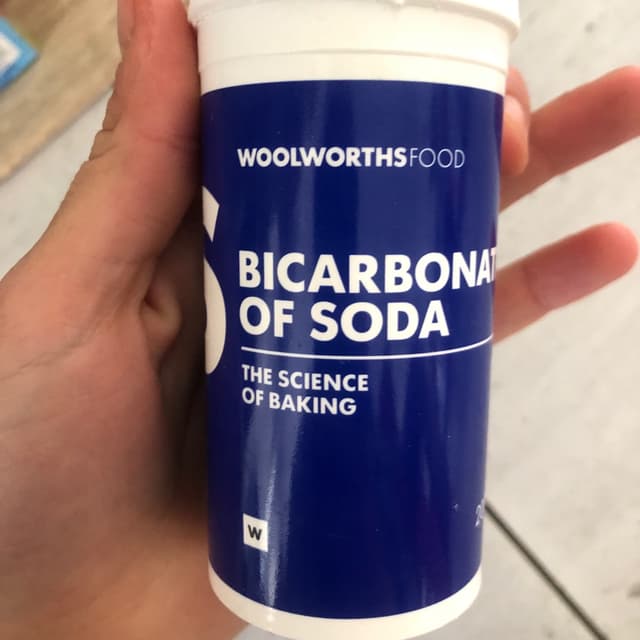 WOOLWORTHSFOOD
BICARBONAT
OF SODA
THE SCIENCE
OF BAKING
W